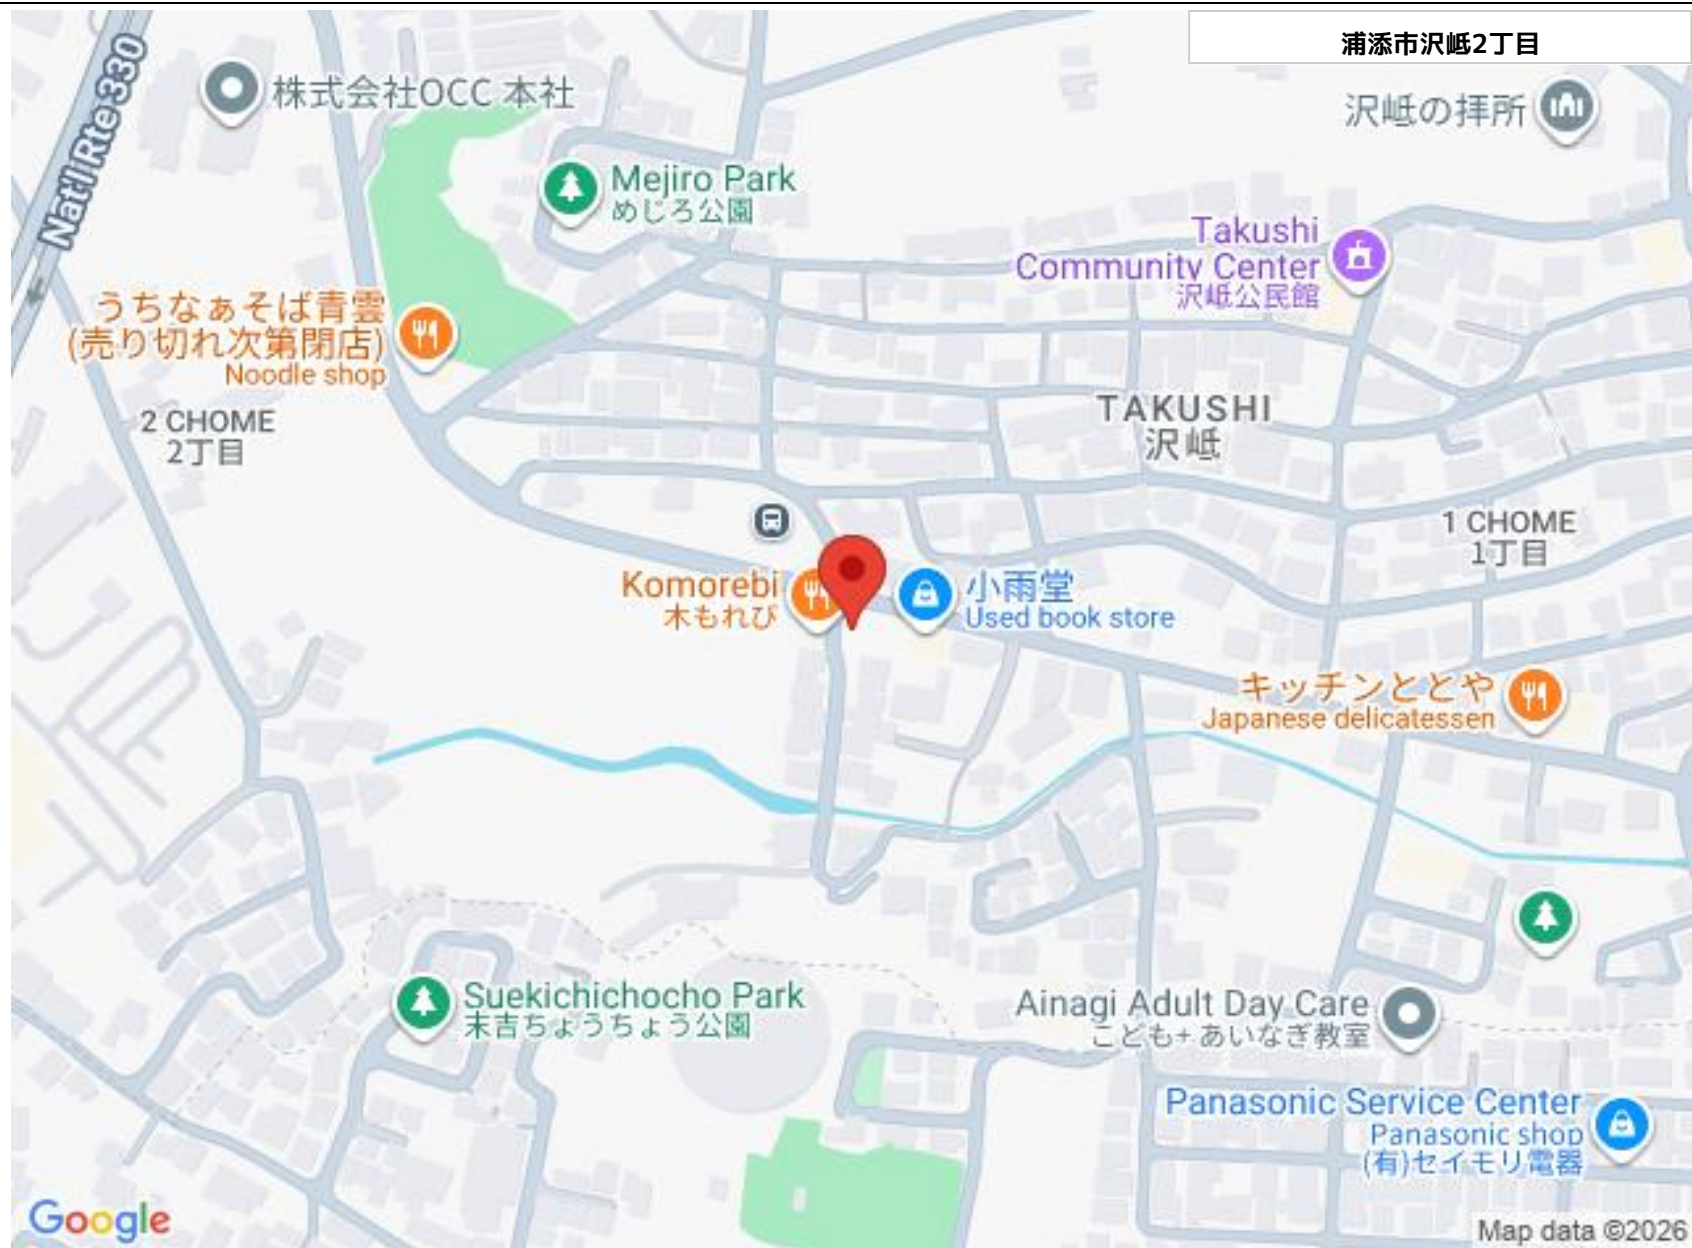 浦添市沢岻2丁目
Nat'l Rte 330
株式会社OCC 本社
沢岻の拝所
Mejiro Park
めじろ公園
Takushi
Community Center
沢岻公民館
うちなぁそば青雲
(売り切れ次第閉店)
Noodle shop
2 CHOME
2丁目
TAKUSHI
沢岻
1 CHOME
1丁目
Komorebi
木もれび
小雨堂
Used book store
キッチンととや
Japanese delicatessen
Suekichichocho Park
末吉ちょうちょう公園
Ainagi Adult Day Care
こども+ あいなぎ教室
Panasonic Service Center
Panasonic shop
(有)セイモリ電器
Google
Map data ©2026